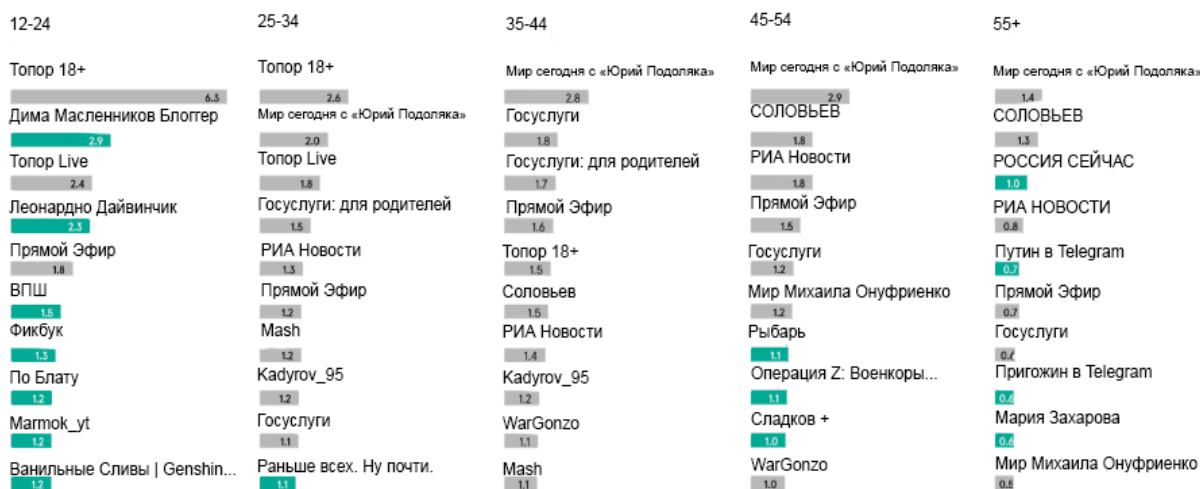 12-24
Топор 18+
6.3
Дима Масленников Блоггер
2.9
Топор Live
2.4
Леонардно Дайвинчик
2.3
Прямой Эфир
1.8
ВПШ
1.5
Фикбук
1.3
По Блату
1.2
Marmok_yt
1.2
Ванильные Сливы | Genshin...
1.2
25-34
Топор 18+
2.6
Мир сегодня с «Юрий Подоляка»
2.0
Топор Live
1.8
Госуслуги: для родителей
1.5
РИА Новости
1.3
Прямой Эфир
1.2
Mash
1.2
Kadyrov_95
1.2
Госуслуги
1.1
Раньше всех. Ну почти.
1.1
35-44
Мир сегодня с «Юрий Подоляка»
2.8
Госуслуги
1.8
Госуслуги: для родителей
1.7
Прямой Эфир
1.6
Топор 18+
1.5
Соловьев
1.5
РИА Новости
1.4
Kadyrov_95
1.2
WarGonzo
1.1
Mash
1.1
45-54
Мир сегодня с «Юрий Подоляка»
2.9
СОЛОВЬЕВ
1.8
РИА Новости
1.8
Прямой Эфир
1.5
Госуслуги
1.2
Мир Михаила Онуфриенко
1.2
Рыбарь
1.1
Операция Z: Военкоры...
1.1
Сладков +
1.0
WarGonzo
1.0
55+
Мир сегодня с «Юрий Подоляка»
1.4
СОЛОВЬЕВ
1.3
РОССИЯ СЕЙЧАС
1.0
РИА НОВОСТИ
0.8
Путин в Telegram
0.7
Прямой Эфир
0.7
Госуслуги
0.6
Пригожин в Telegram
0.6
Мария Захарова
0.6
Мир Михаила Онуфриенко